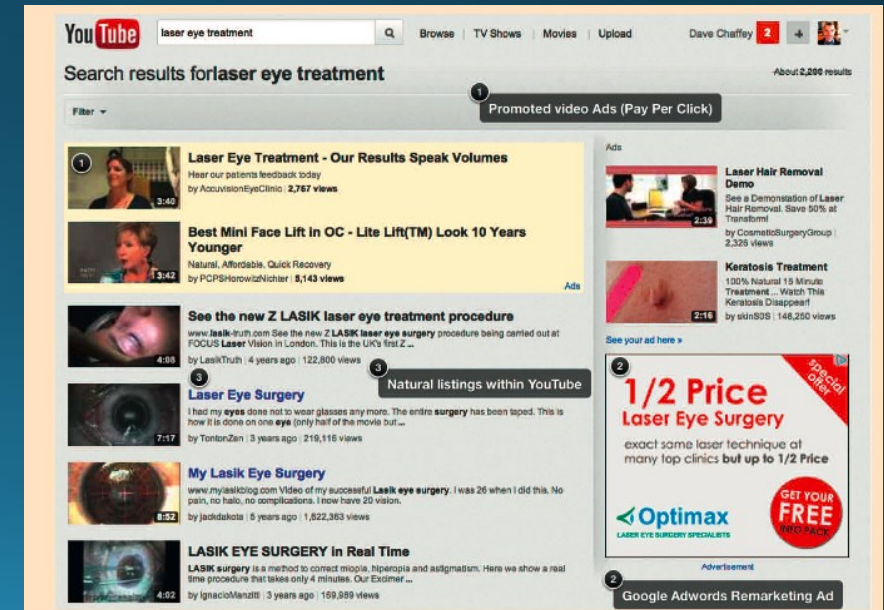 YouTube
laser eye treatment
Browse | TV Shows | Movies | Upload
Dave Chaffey 2 +
Search results forlaser eye treatment
About 2,200 results
Filter
1
Promoted video Ads (Pay Per Click)
1
3:40
Laser Eye Treatment - Our Results Speak Volumes
Hear our patients feedback today
by AccuvisionEyeClinic | 2,767 views
3:42
Best Mini Face Lift in OC - Lite Lift(TM) Look 10 Years
Younger
Natural, Affordable, Quick Recovery
by PCPSHorowitzNichter | 5,143 views
Ads
4:08
See the new Z LASIK laser eye treatment procedure
www.lasik-truth.com See the new Z LASIK laser eye surgery procedure being carried out at
FOCUS Laser Vision in London. This is the UK's first Z ...
by LasikTruth | 4 years ago | 122,800 views
3
3
Natural listings within YouTube
7:17
Laser Eye Surgery
I had my eyes done not to wear glasses any more. The entire surgery has been taped. This is
how it is done on one eye (only half of the movie but ...
by TontonZen | 3 years ago | 219,116 views
8:52
My Lasik Eye Surgery
www.mylasikblog.com Video of my successful Lasik eye surgery. I was 26 when I did this. No
pain, no halo, no complications. I now have 20 vision.
by jackdakota | 5 years ago | 1,622,363 views
4:02
LASIK EYE SURGERY in Real Time
LASIK surgery is a method to correct miopia, hiperopia and astigmatism. Here we show a real
time procedure that takes only 4 minutes. Our Excimer ...
by IgnacioManzitti | 3 years ago | 169,989 views
Ads
2:39
Laser Hair Removal
Demo
See a Demonstation of Laser
Hair Removal. Save 50% at
Transform!
by CosmeticSurgeryGroup |
2,326 views
2:16
Keratosis Treatment
100% Natural 15 Minute
Treatment ... Watch This
Keratosis Disappear!
by skinSOS | 146,250 views
See your ad here »
2
special
offer
1/2 Price
Laser Eye Surgery
exact same laser technique at
many top clinics but up to 1/2 Price
GET YOUR
FREE
INFO PACK
Optimax
LASER EYE SURGERY SPECIALISTS
Advertisement
2
Google Adwords Remarketing Ad